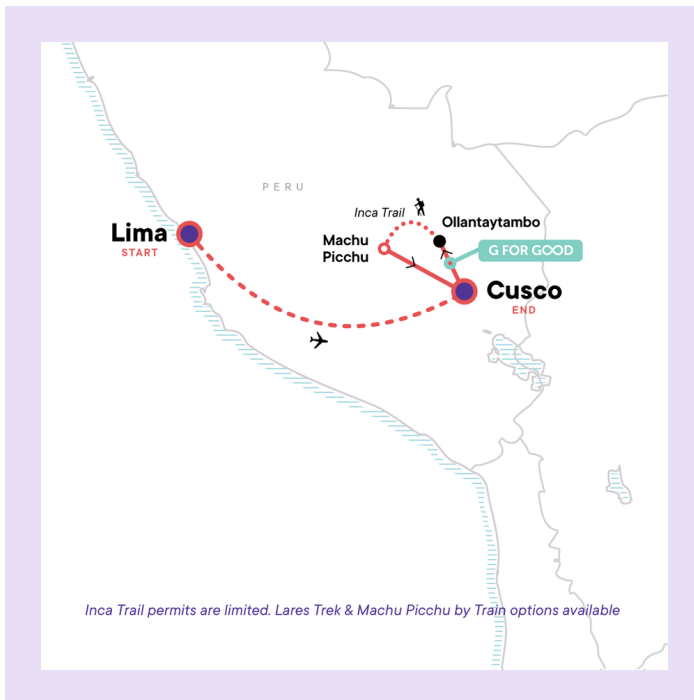 PERU
Inca Trail
Ollantaytambo
Lima
START
Machu
Picchu
G FOR GOOD
Cusco
END
Inca Trail permits are limited. Lares Trek & Machu Picchu by Train options available